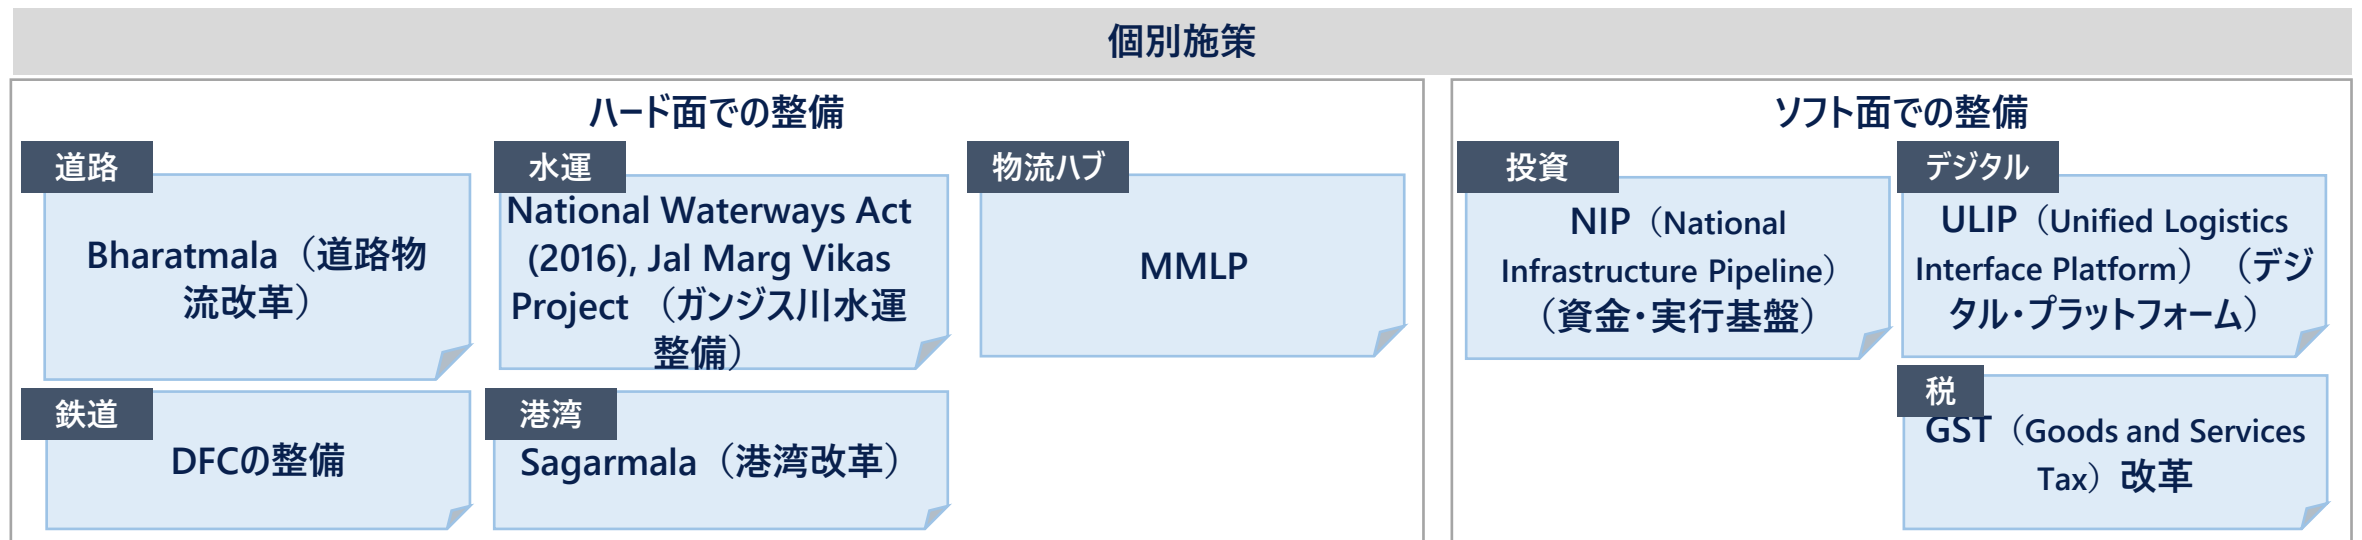 個別施策
ハード面での整備
道路
Bharatmala（道路物
流改革）
水運
National Waterways Act
(2016), Jal Marg Vikas
Project （ガンジス川水運
整備）
物流ハブ
MMLP
鉄道
DFCの整備
港湾
Sagarmala（港湾改革）
ソフト面での整備
投資
NIP（National
Infrastructure Pipeline）
（資金・実行基盤）
デジタル
ULIP（Unified Logistics
Interface Platform）（デジ
タル・プラットフォーム）
税
GST（Goods and Services
Tax）改革